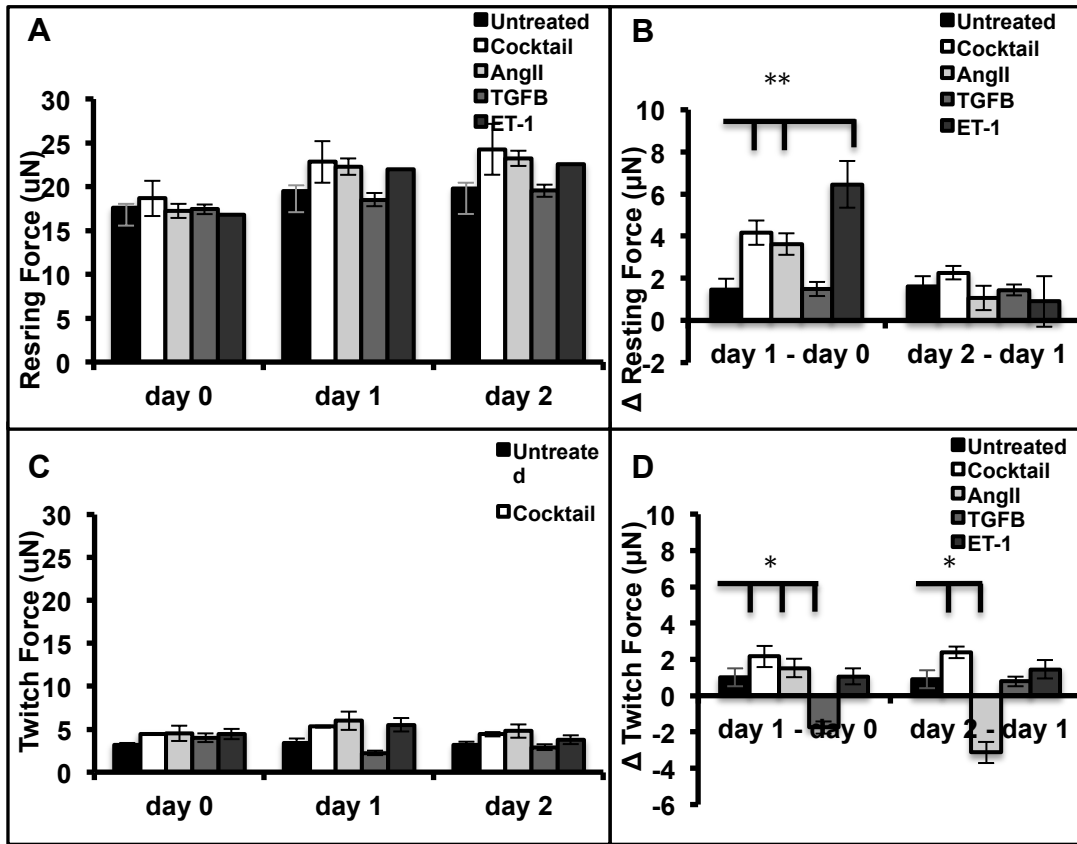 A
Untreated
Cocktail
AngII
TGFB
ET-1
Resring Force (uN)
30
25
20
15
10
5
0
day 0
day 1
day 2
B
Untreated
Cocktail
AngII
TGFB
ET-1
**
Δ Resting Force (µN)
10
8
6
4
2
0
-2
day 1 - day 0
day 2 - day 1
C
Untreate
d
Cocktail
Twitch Force (uN)
30
25
20
15
10
5
0
day 0
day 1
day 2
D
Untreated
Cocktail
AngII
TGFB
ET-1
*
*
Δ Twitch Force (µN)
10
8
6
4
2
0
-2
-4
-6
day 1 - day 0
day 2 - day 1